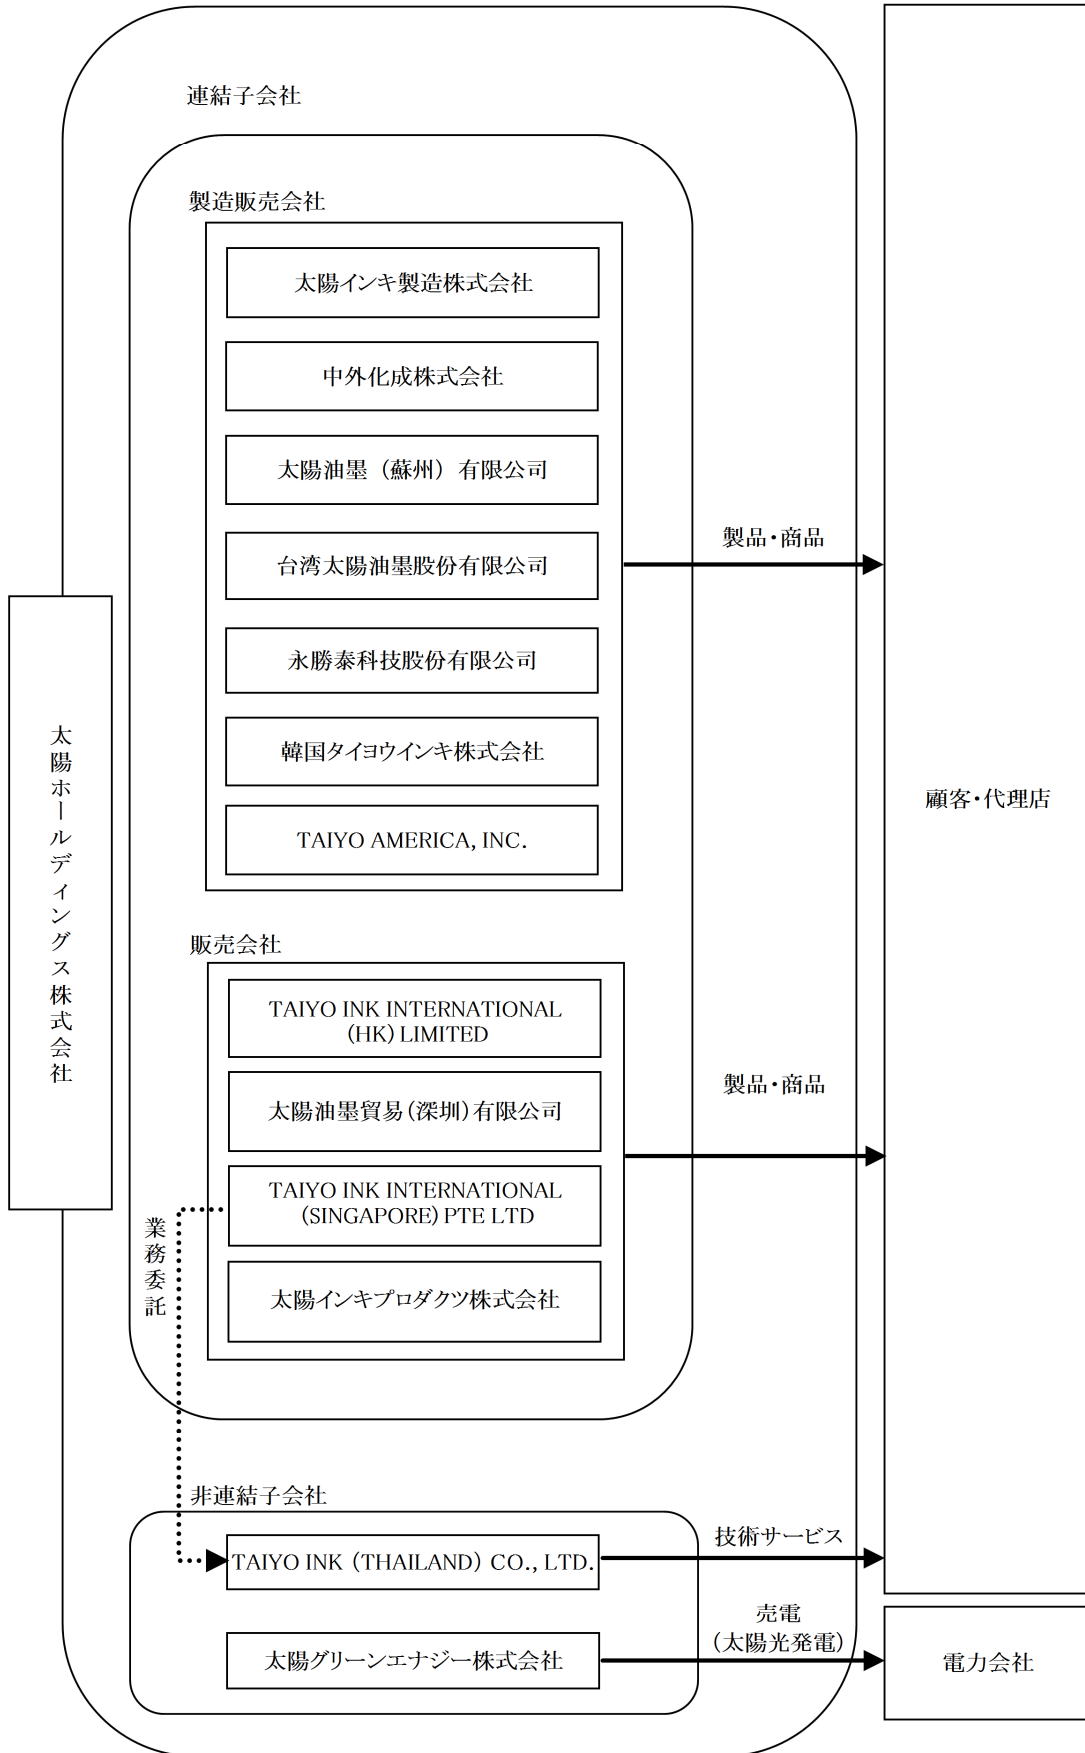 連結子会社
製造販売会社
太陽インキ製造株式会社
中外化成株式会社
太陽油墨（蘇州）有限公司
台湾太陽油墨股份有限公司
永勝泰科技股份有限公司
韓国タイヨウインキ株式会社
TAIYO AMERICA, INC.
製品・商品
太陽ホールディングス株式会社
顧客・代理店
販売会社
TAIYO INK INTERNATIONAL
(HK) LIMITED
太陽油墨貿易(深圳)有限公司
TAIYO INK INTERNATIONAL
(SINGAPORE) PTE LTD
太陽インキプロダクツ株式会社
製品・商品
業務委託
非連結子会社
TAIYO INK (THAILAND) CO., LTD.
技術サービス
太陽グリーンエナジー株式会社
売電
(太陽光発電)
電力会社